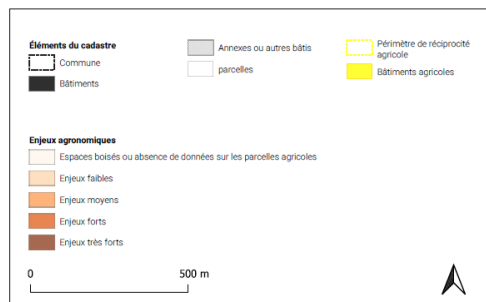 Éléments du cadastre
Commune
Bâtiments
Annexes ou autres bâtis
parcelles
Périmètre de réciprocité
agricole
Bâtiments agricoles
Enjeux agronomiques
Espaces boisés ou absence de données sur les parcelles agricoles
Enjeux faibles
Enjeux moyens
Enjeux forts
Enjeux très forts
0 500 m